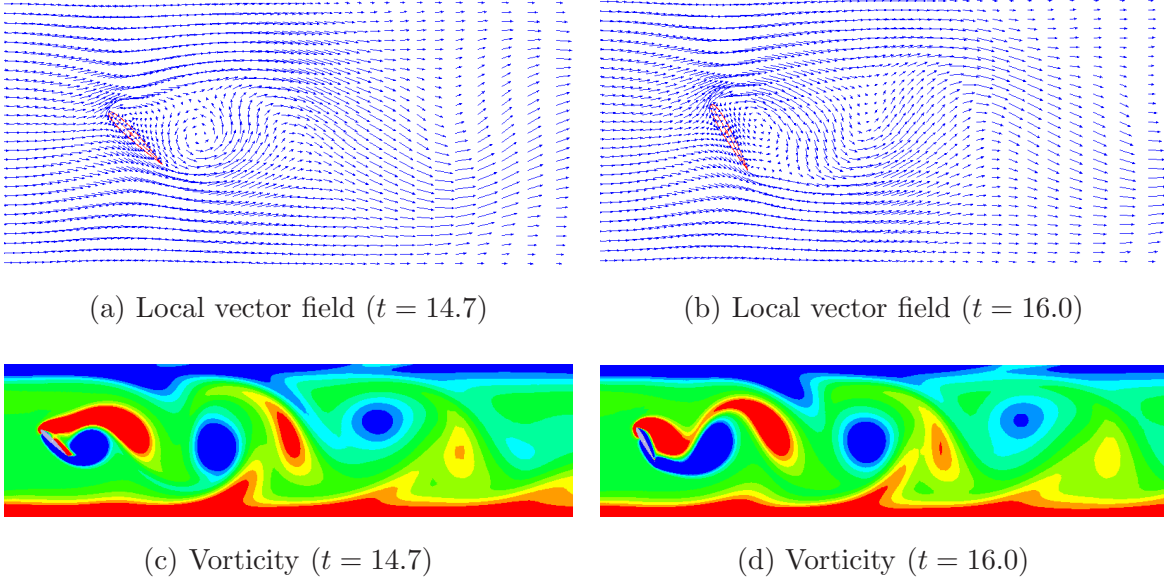 (a) Local vector field (t = 14.7)
(b) Local vector field (t = 16.0)
(c) Vorticity (t = 14.7)
(d) Vorticity (t = 16.0)